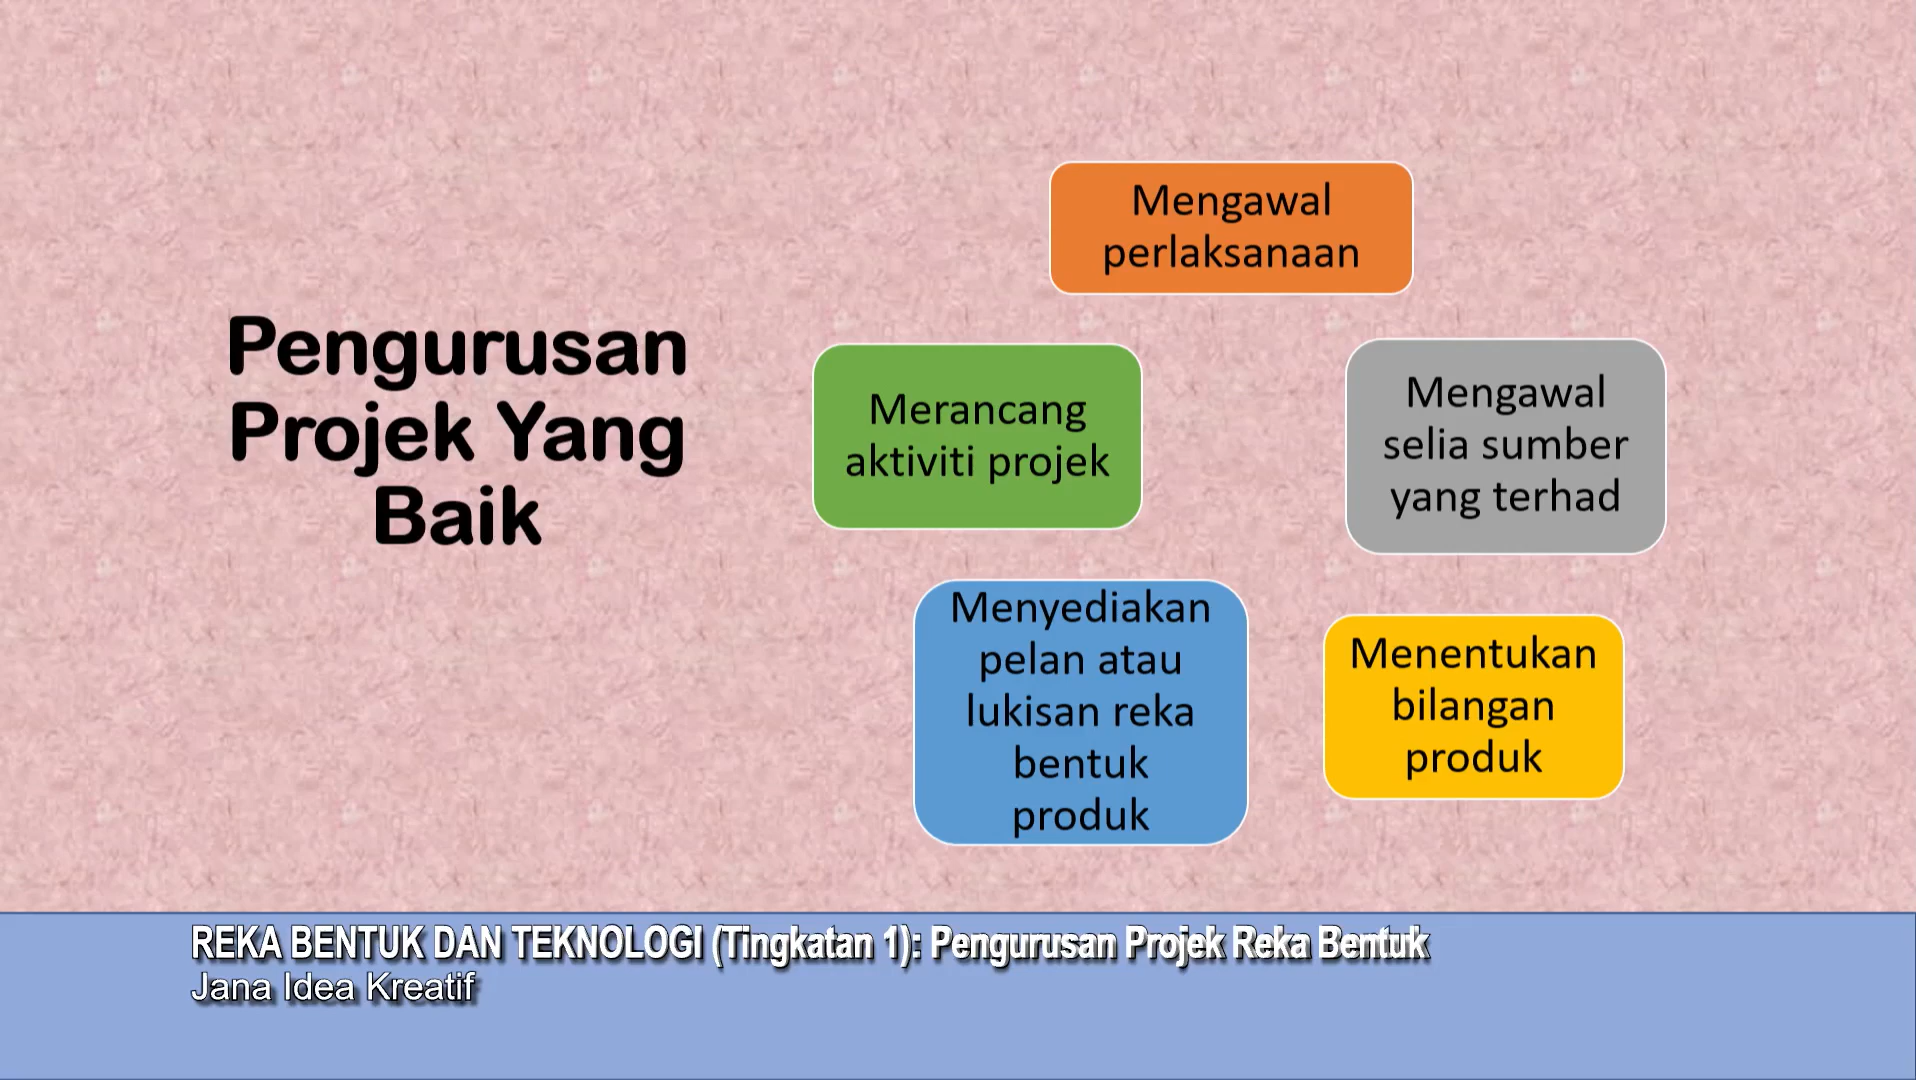 Pengurusan
Projek Yang
Baik
Mengawal
perlaksanaan
Merancang
aktiviti projek
Mengawal
selia sumber
yang terhad
Menyediakan
pelan atau
lukisan reka
bentuk
produk
Menentukan
bilangan
produk
REKA BENTUK DAN TEKNOLOGI (Tingkatan 1): Pengurusan Projek Reka Bentuk
Jana Idea Kreatif